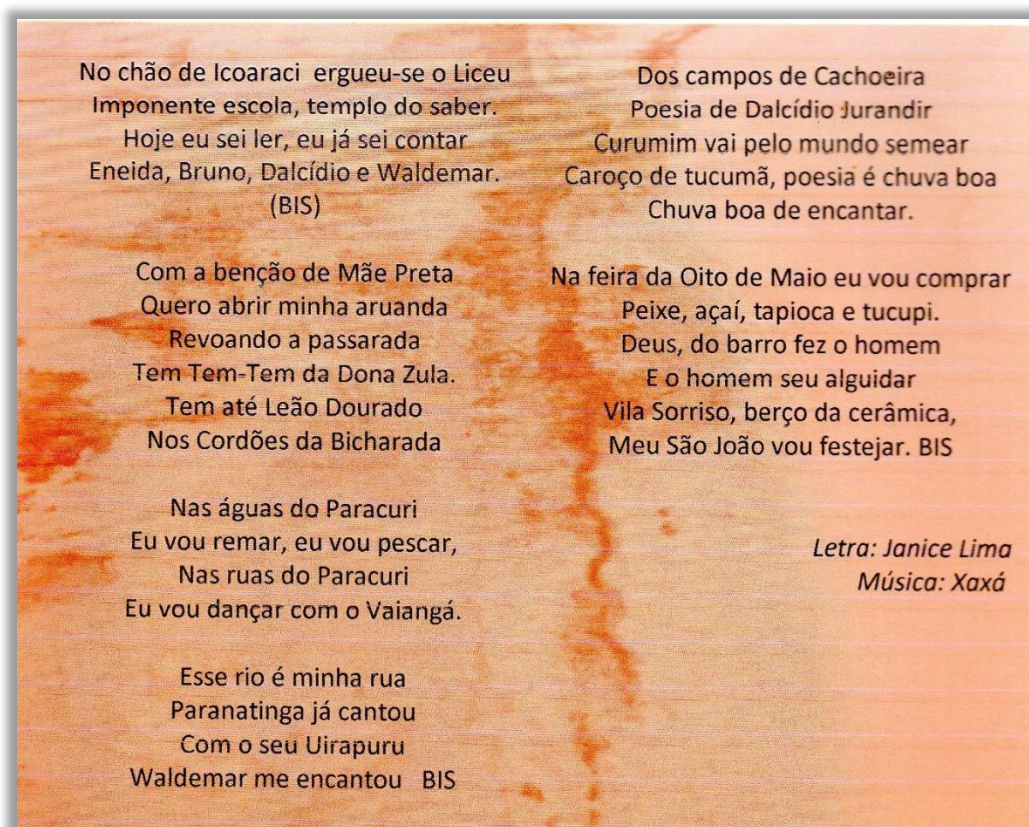 No chão de Icoaraci ergueu-se o Liceu
Imponente escola, templo do saber.
Hoje eu sei ler, eu já sei contar
Eneida, Bruno, Dalcídio e Waldemar.
(BIS)
Com a benção de Mãe Preta
Quero abrir minha aruanda
Revoando a passarada
Tem Tem-Tem da Dona Zula.
Tem até Leão Dourado
Nos Cordões da Bicharada
Nas águas do Paracuri
Eu vou remar, eu vou pescar,
Nas ruas do Paracuri
Eu vou dançar com o Vaiangá.
Esse rio é minha rua
Paranatinga já cantou
Com o seu Uirapuru
Waldemar me encantou BIS
Dos campos de Cachoeira
Poesia de Dalcídio Jurandir
Curumim vai pelo mundo semear
Caroço de tucumã, poesia é chuva boa
Chuva boa de encantar.
Na feira da Oito de Maio eu vou comprar
Peixe, açaí, tapioca e tucupi.
Deus, do barro fez o homem
E o homem seu alguidar
Vila Sorriso, berço da cerâmica,
Meu São João vou festejar. BIS
Letra: Janice Lima
Música: Xaxá